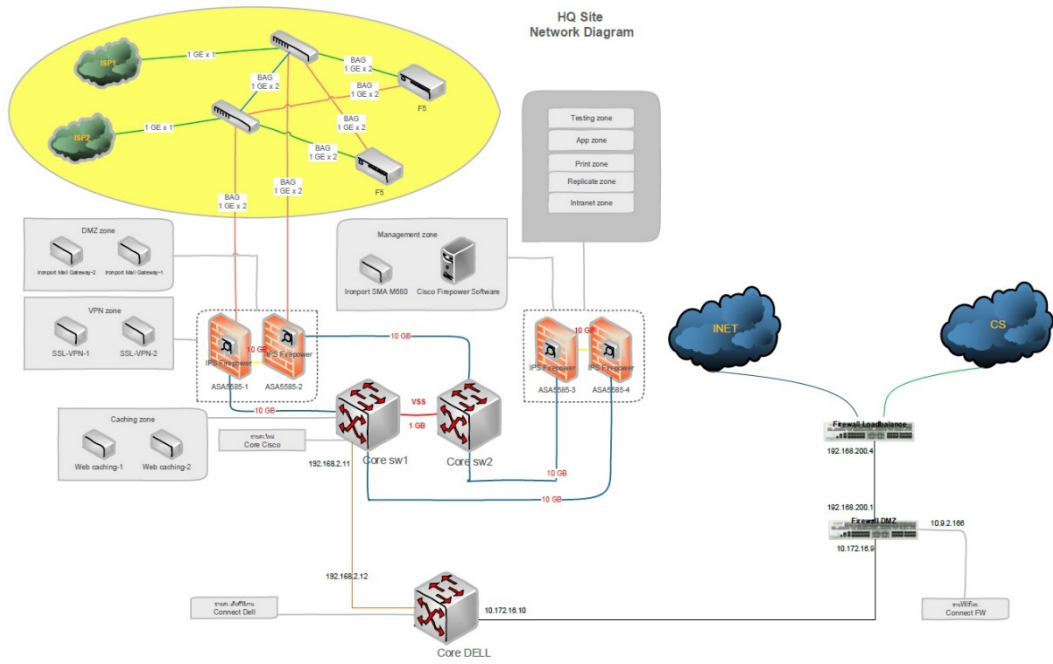 HQ Site
Network Diagram
ISP1
1 GE x 1
BAG
1 GE x 2
BAG
1 GE x 2
BAG
1 GE x 2
F5
ISP2
1 GE x 1
BAG
1 GE x 2
BAG
1 GE x 2
F5
BAG
1 GE x 2
BAG
1 GE x 2
Testing zone
App zone
Print zone
Replicate zone
Intranet zone
DMZ zone
Ironport Mail Gateway-2
Ironport Mail Gateway-1
Management zone
Ironport SMA M680
Cisco Firepower Software
VPN zone
SSL-VPN-1
SSL-VPN-2
10 GB
IPS Firepower
IPS Firepower
ASA5585-1
ASA5585-2
10 GB
10 GB
IPS Firepower
IPS Firepower
ASA5585-3
ASA5585-4
INET
CS
10 GB
VSS
1 GB
Caching zone
Web caching-1
Web caching-2
Core Cisco
Core sw1
Core sw2
192.168.2.11
10 GB
10 GB
Firewall Loadbalance
192.168.200.4
192.168.200.1
Firewall DMZ
10.9.2.166
10.172.16.9
192.168.2.12
Connect Dell
10.172.16.10
Core DELL
Connect FW